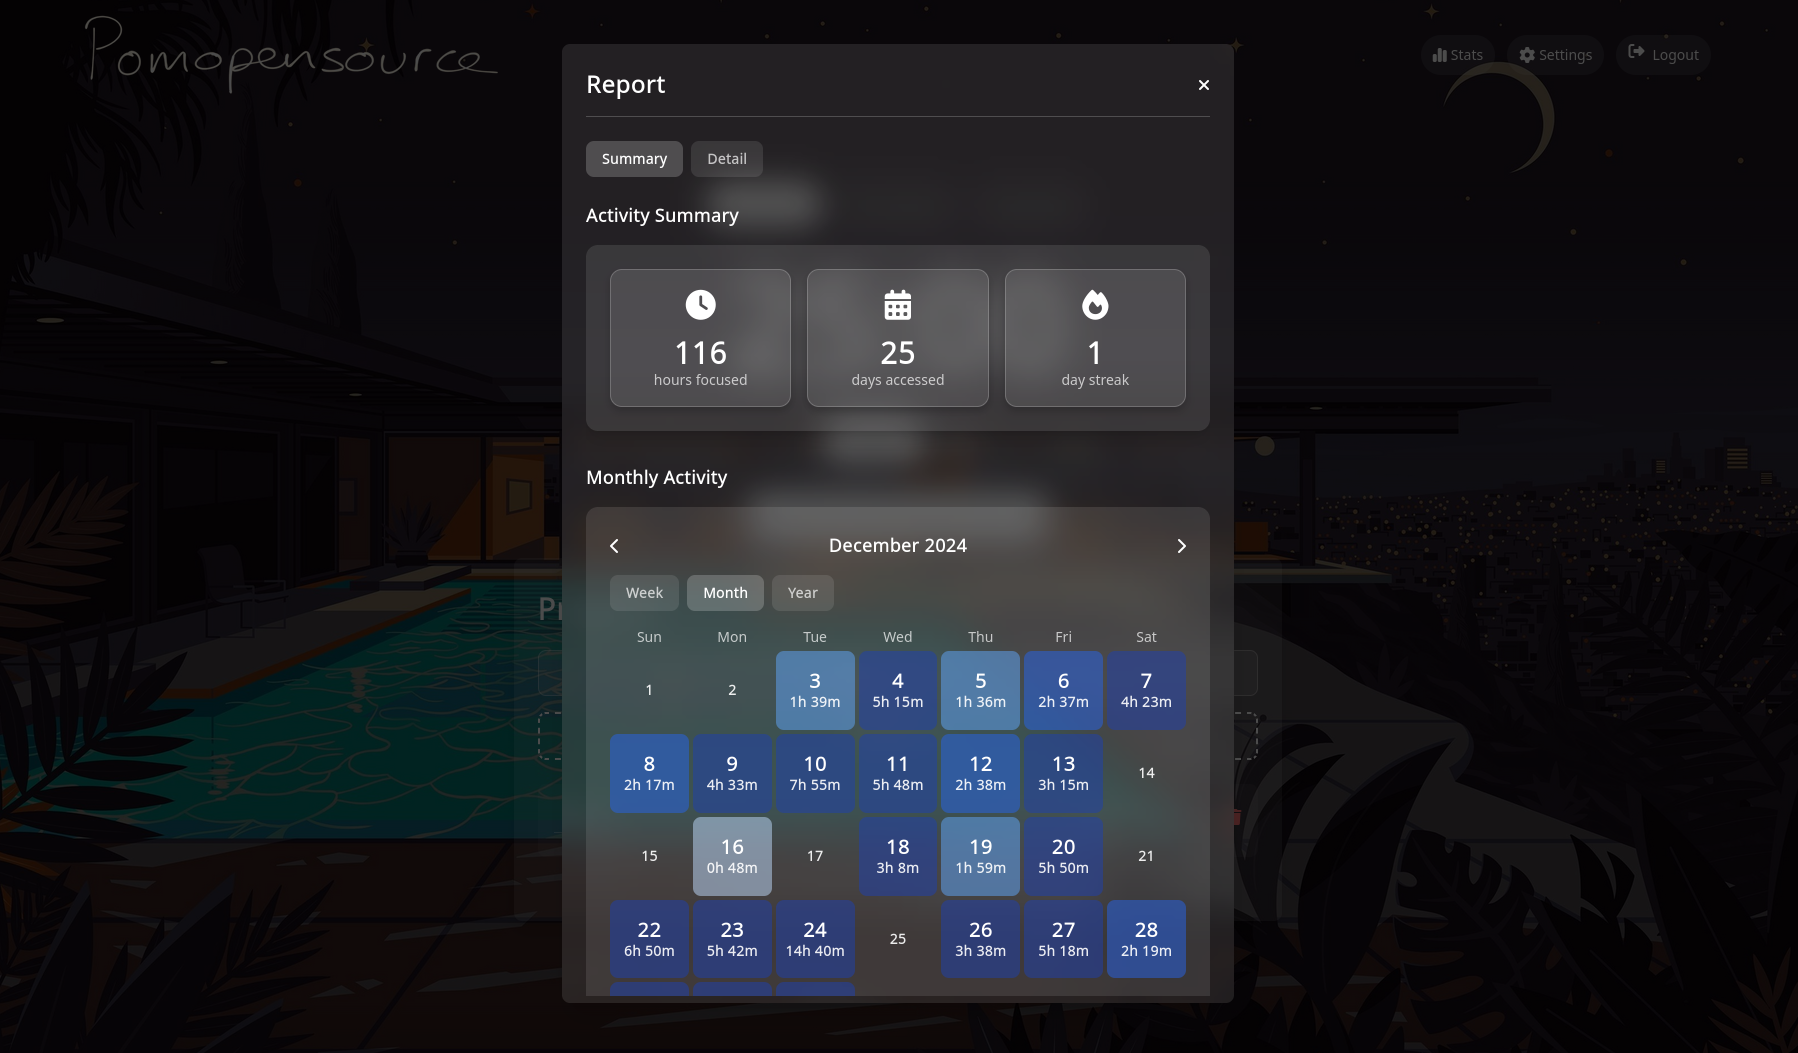 Pomopensource
Stats Settings Logout
Report
Summary Detail
Activity Summary
116 25 1
hours focused days accessed day streak
Monthly Activity
December 2024
Week Month Year
Sun Mon Tue Wed Thu Fri Sat
1 2 3 4 5 6 7
1h 39m 5h 15m 1h 36m 2h 37m 4h 23m
8 9 10 11 12 13 14
2h 17m 4h 33m 7h 55m 5h 48m 2h 38m 3h 15m
15 16 17 18 19 20 21
0h 48m 3h 8m 1h 59m 5h 50m
22 23 24 25 26 27 28
6h 50m 5h 42m 14h 40m 3h 38m 5h 18m 2h 19m